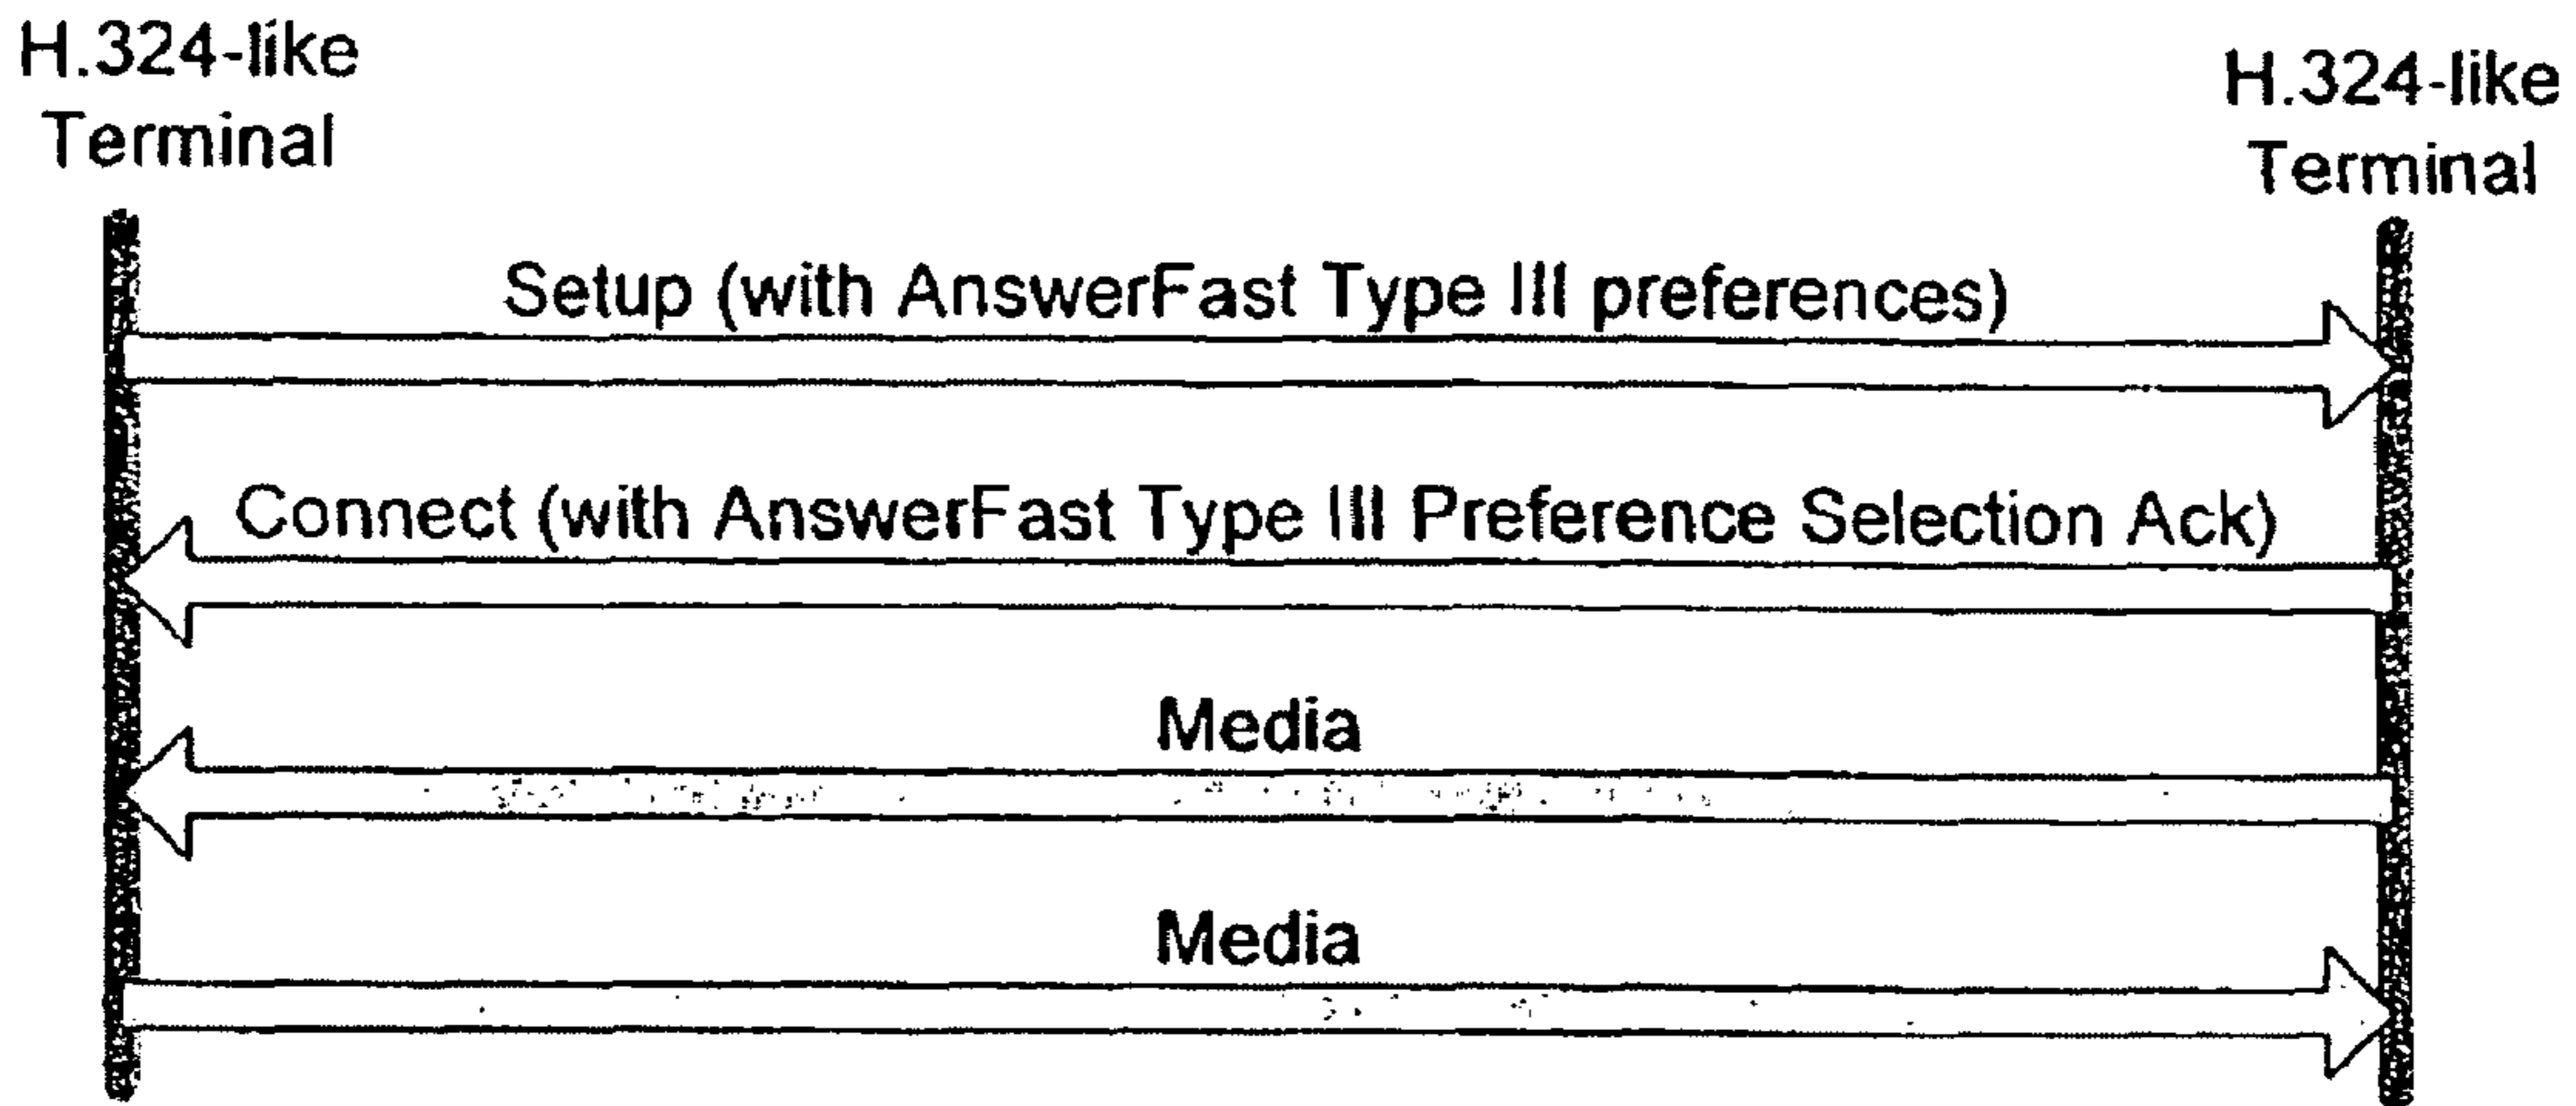 H.324-like
Terminal
H.324-like
Terminal
Setup (with AnswerFast Type III preferences)
Connect (with AnswerFast Type III Preference Selection Ack)
Media
Media